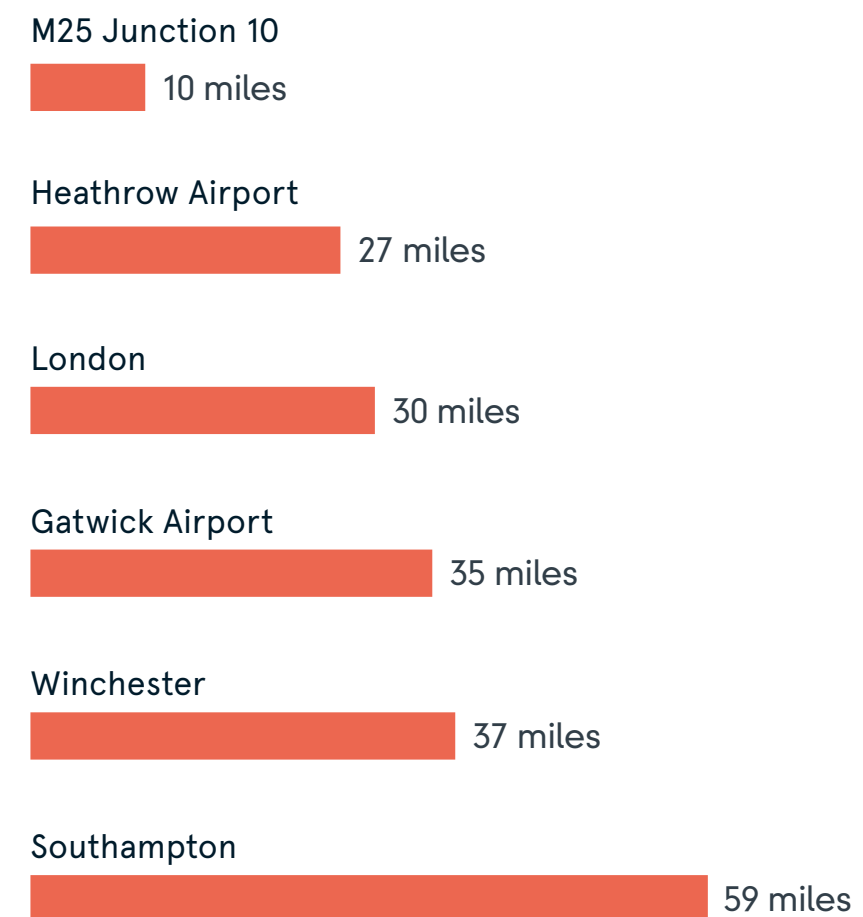 M25 Junction 10
10 miles
Heathrow Airport
27 miles
London
30 miles
Gatwick Airport
35 miles
Winchester
37 miles
Southampton
59 miles